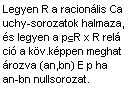 Legyen R a racionális Ca
uchy-sorozatok halmaza,
és legyen a p⊆R x R relá
ció a köv.képpen meghat
ározva (an,bn) E p ha
an-bn nullsorozat.